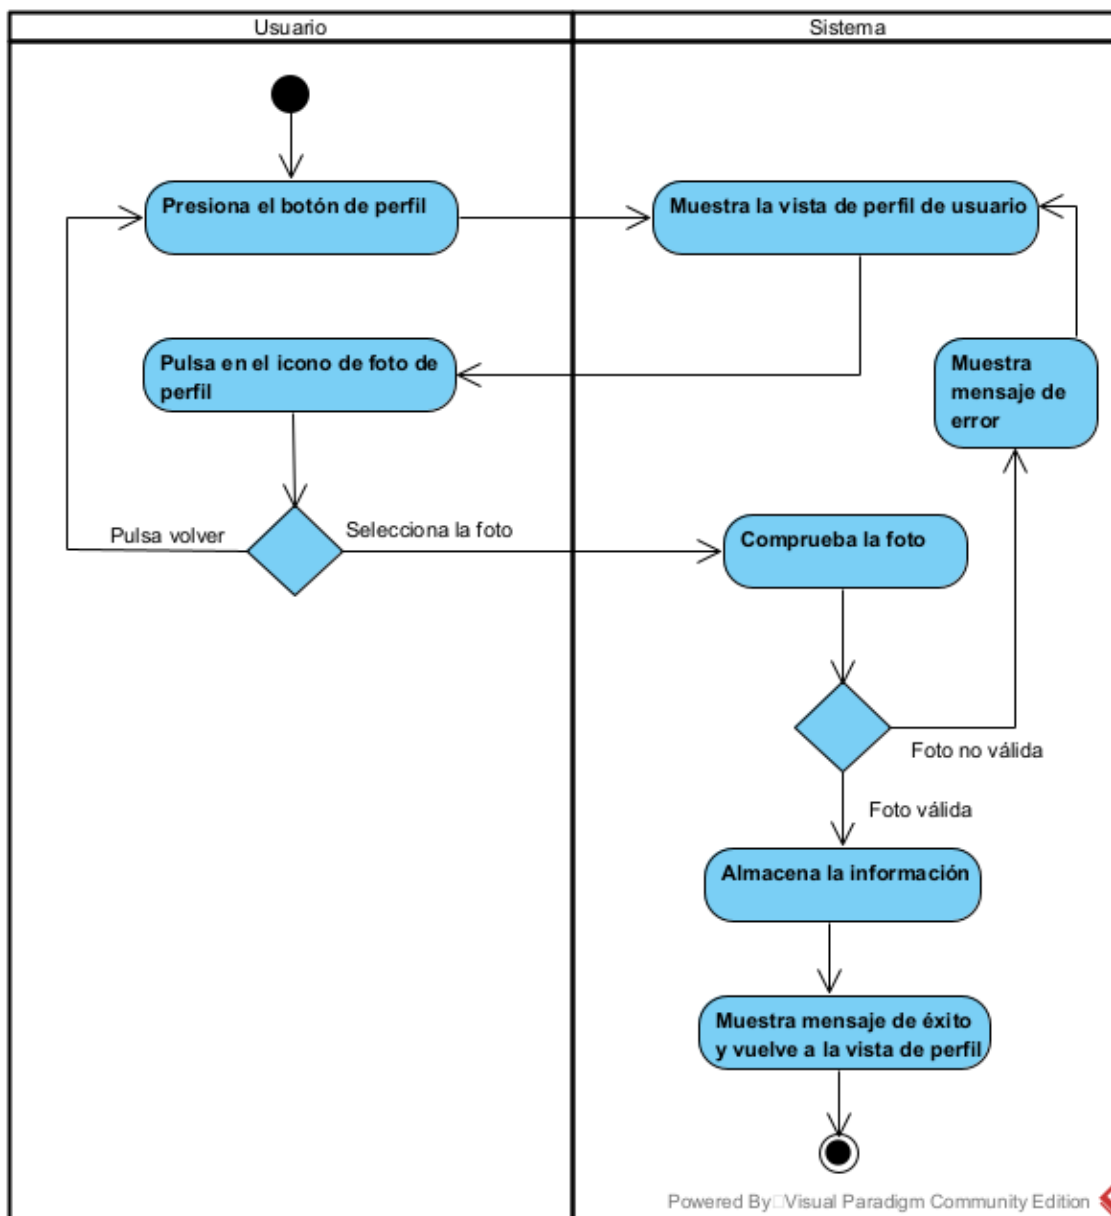 Usuario
Sistema
Presiona el botón de perfil
Muestra la vista de perfil de usuario
Pulsa en el icono de foto de
perfil
Muestra
mensaje de
error
Pulsa volver
Selecciona la foto
Comprueba la foto
Foto no válida
Foto válida
Almacena la información
Muestra mensaje de éxito
y vuelve a la vista de perfil
Powered By Visual Paradigm Community Edition